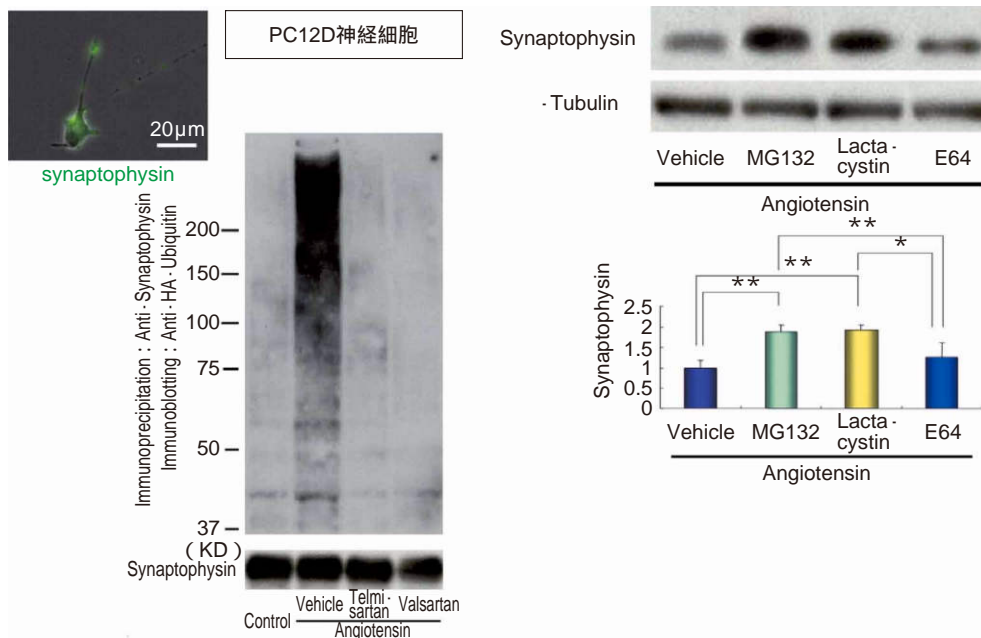 PC12D神経細胞
20μm
synaptophysin
Immunoprecipitation : Anti-Synaptophysin
Immunoblotting : Anti-HA-Ubiquitin
200
150
100
75
50
37
(KD)
Synaptophysin
Control
Vehicle
Telmi-
sartan
Valsartan
Angiotensin
Synaptophysin
-Tubulin
Vehicle
MG132
Lacta-
cystin
E64
Angiotensin
**
*
**
**
Synaptophysin
2.5
2
1.5
1
0.5
0
Vehicle
MG132
Lacta-
cystin
E64
Angiotensin